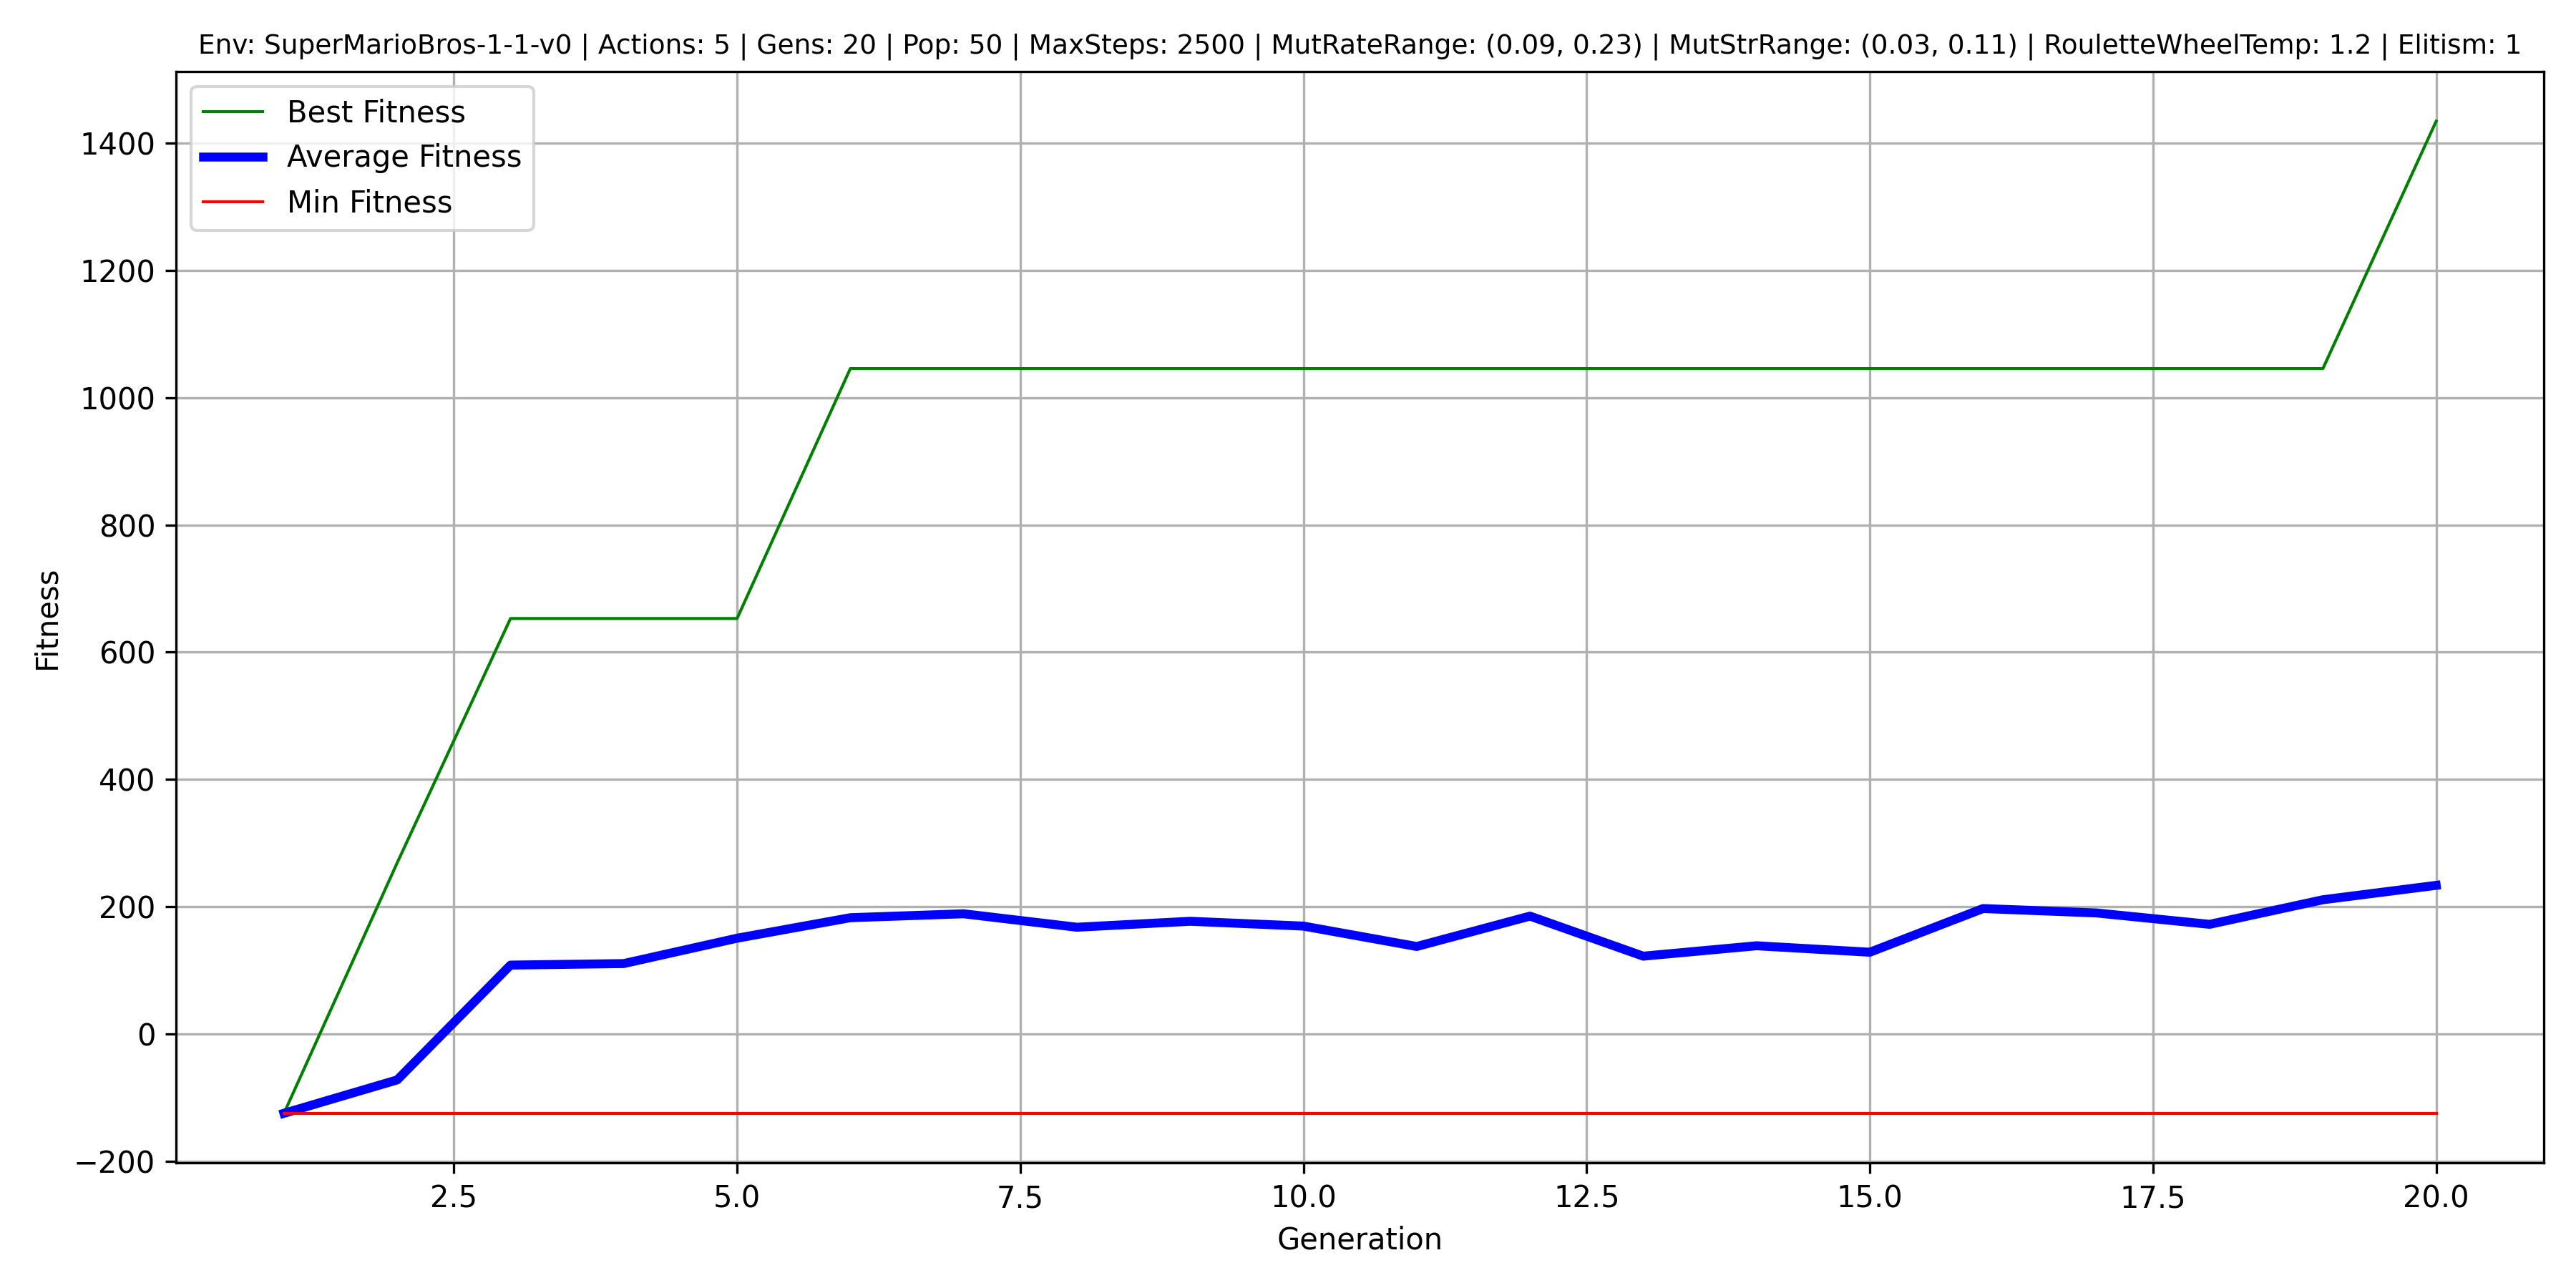 Env: SuperMarioBros-1-1-v0 | Actions: 5 | Gens: 20 | Pop: 50 | MaxSteps: 2500 | MutRateRange: (0.09, 0.23) | MutStrRange: (0.03, 0.11) | RouletteWheelTemp: 1.2 | Elitism: 1
Best Fitness
Average Fitness
Min Fitness
1400
1200
1000
800
600
400
200
0
−200
Fitness
2.5 5.0 7.5 10.0 12.5 15.0 17.5 20.0
Generation